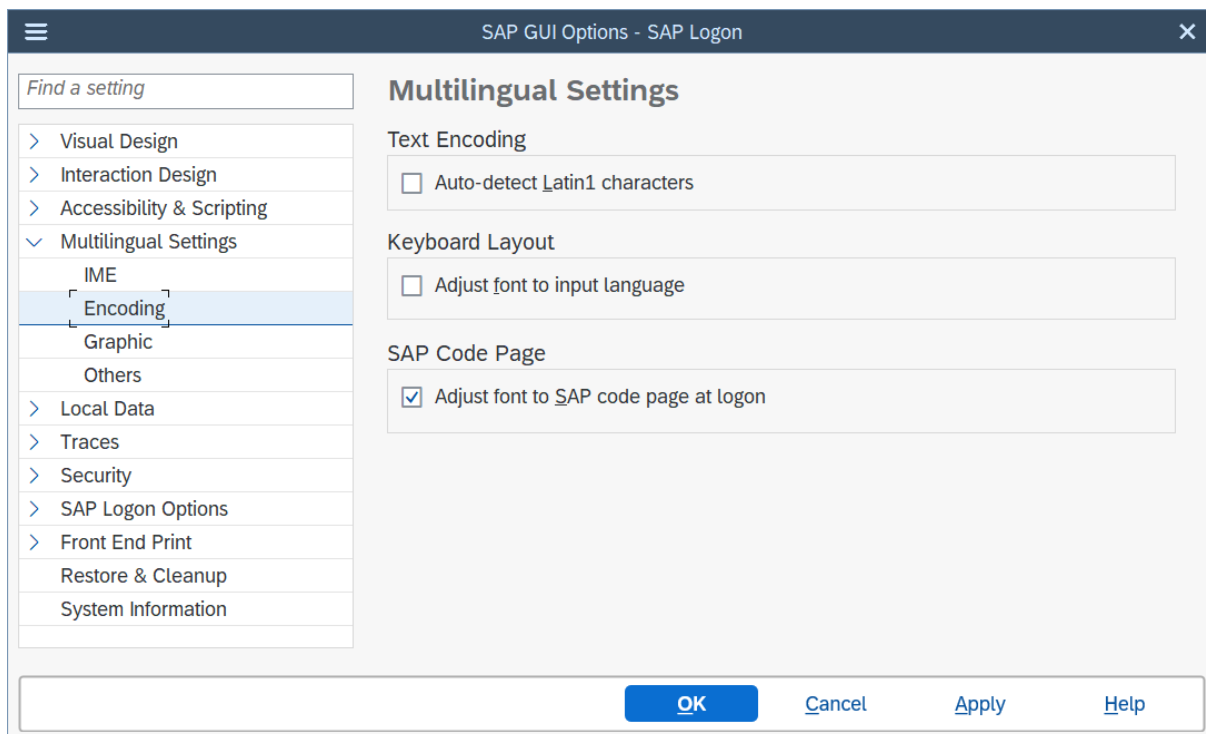 SAP GUI Options - SAP Logon
Find a setting
Visual Design
Interaction Design
Accessibility & Scripting
Multilingual Settings
IME
Encoding
Graphic
Others
Local Data
Traces
Security
SAP Logon Options
Front End Print
Restore & Cleanup
System Information
Multilingual Settings
Text Encoding
Auto-detect Latin1 characters
Keyboard Layout
Adjust font to input language
SAP Code Page
Adjust font to SAP code page at logon
OK Cancel Apply Help